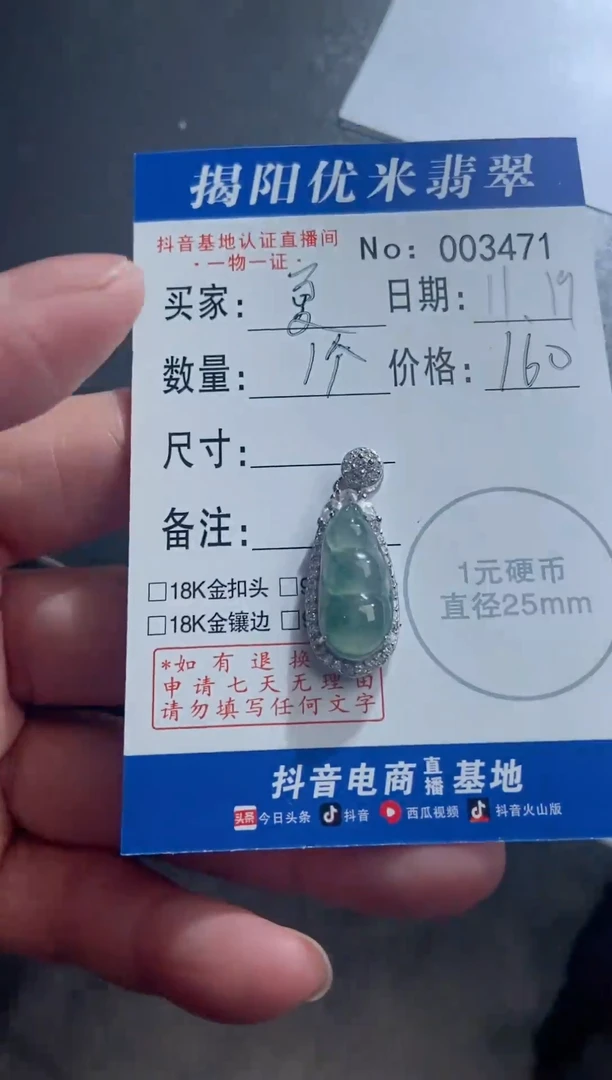 揭阳优米翡翠
抖音基地认证直播间
·一物一证·
No: 003471
买家: 夏
日期: 11.19
数量: 1个
价格: 160
尺寸:
备注:
□18K金扣头 □9
□18K金镶边 □9
*如有退换
申请七天无理由
请勿填写任何文字
1元硬币
直径25mm
抖音电商直播基地
头条 今日头条 抖音 西瓜视频 抖音火山版